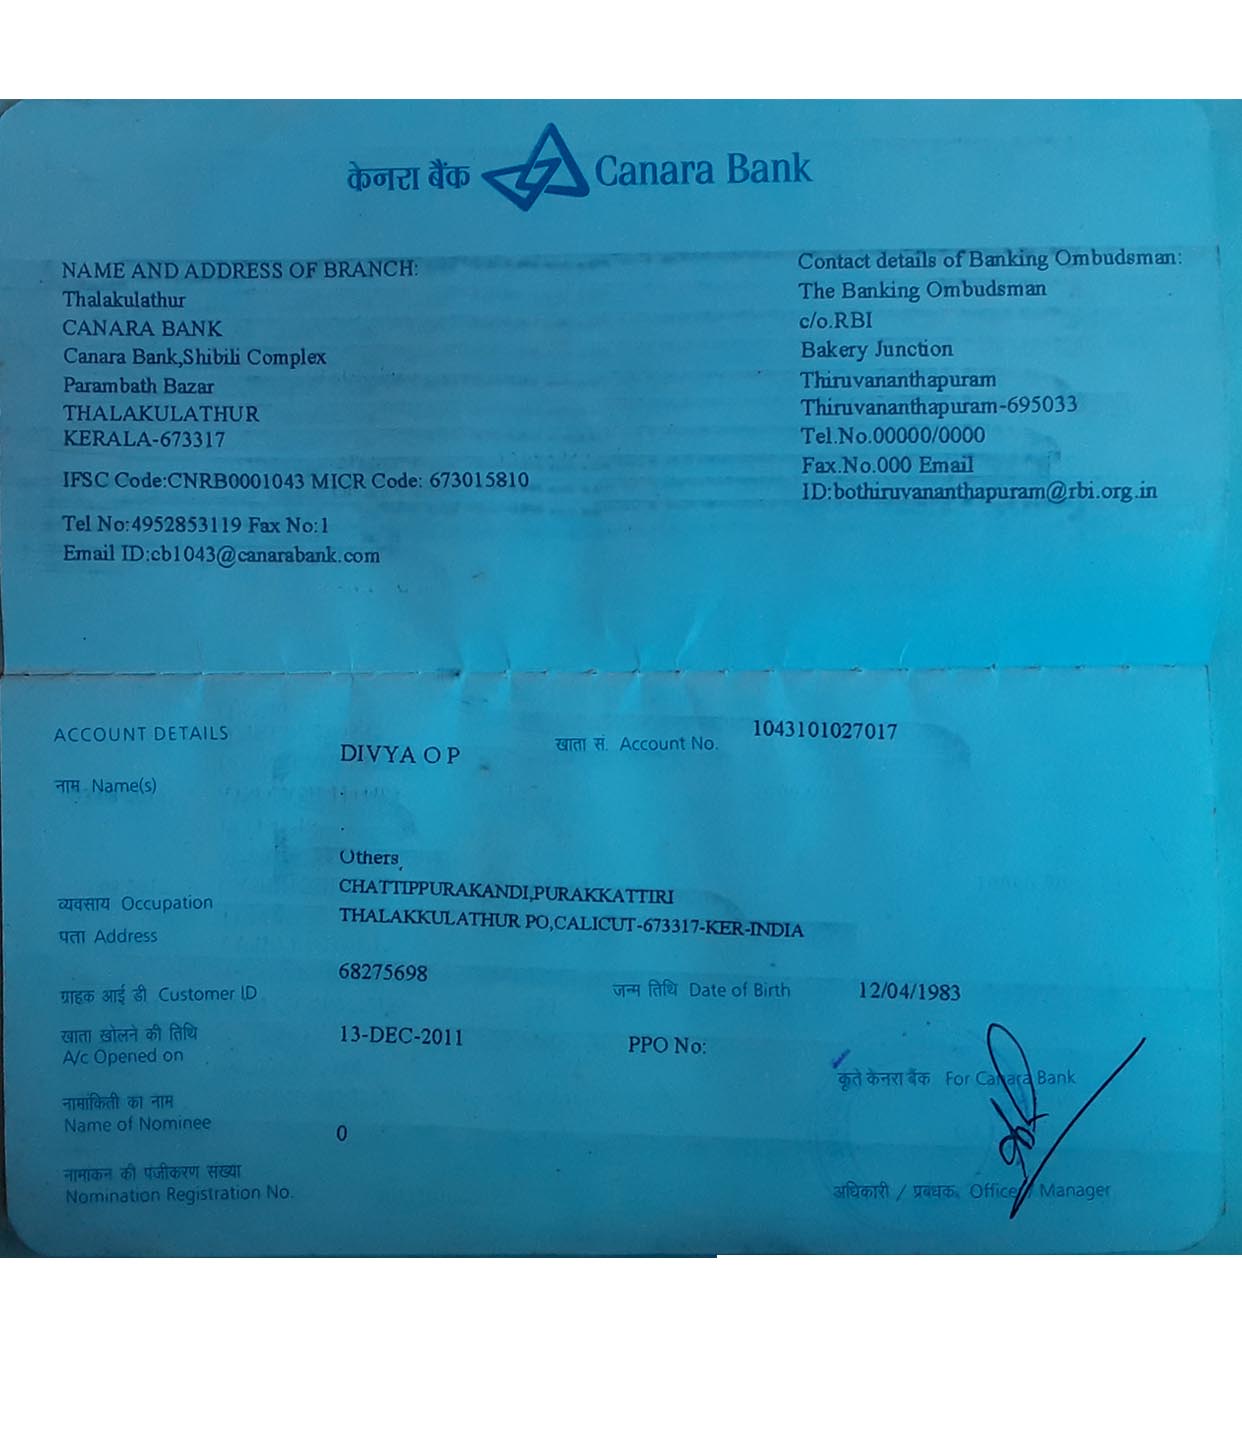 केनरा बैंक Canara Bank
NAME AND ADDRESS OF BRANCH:
Thalakulathur
CANARA BANK
Canara Bank,Shibili Complex
Parambath Bazar
THALAKULATHUR
KERALA-673317
IFSC Code:CNRB0001043 MICR Code: 673015810
Tel No:4952853119 Fax No:1
Email ID:cb1043@canarabank.com
Contact details of Banking Ombudsman:
The Banking Ombudsman
c/o.RBI
Bakery Junction
Thiruvananthapuram
Thiruvananthapuram-695033
Tel.No.00000/0000
Fax.No.000 Email
ID:bothiruvananthapuram@rbi.org.in
ACCOUNT DETAILS
खाता सं. Account No. 1043101027017
नाम Name(s) DIVYA O P
व्यवसाय Occupation Others
पता Address CHATTIPPURAKANDI,PURAKKATTIRI
THALAKKULATHUR PO,CALICUT-673317-KER-INDIA
ग्राहक आई डी Customer ID 68275698
जन्म तिथि Date of Birth 12/04/1983
खाता खोलने की तिथि
A/c Opened on 13-DEC-2011
PPO No:
कृते केनरा बैंक For Canara Bank
नामांकिती का नाम
Name of Nominee 0
नामांकन की पंजीकरण संख्या
Nomination Registration No.
अधिकारी / प्रबंधक Officer / Manager